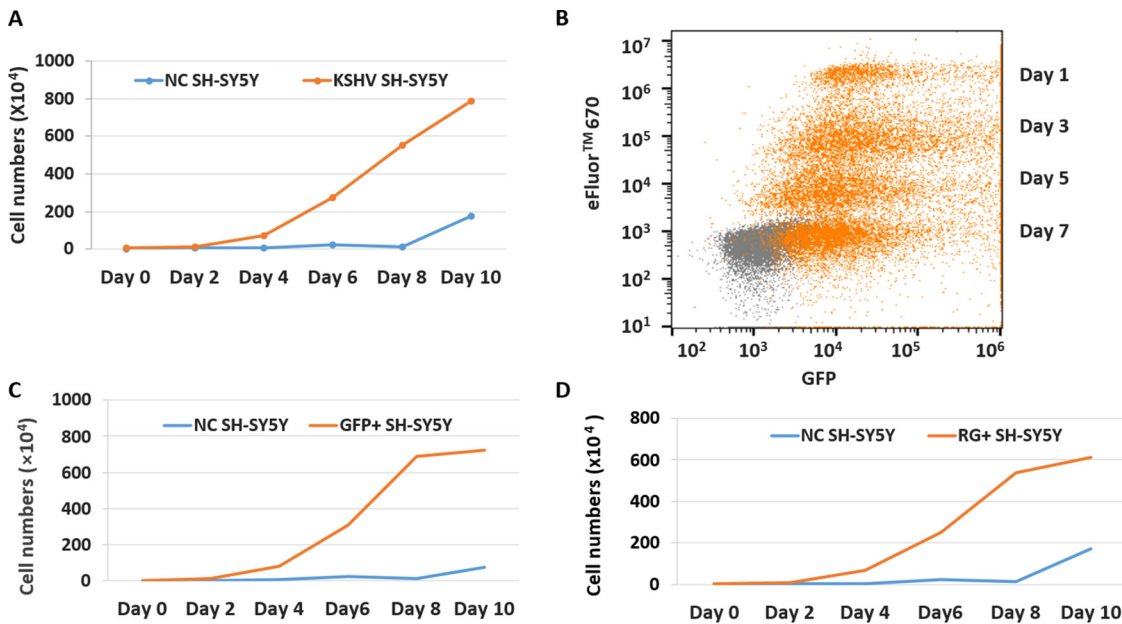 A
Cell numbers (X10⁴)
1000
800
600
400
200
0
NC SH-SY5Y KSHV SH-SY5Y
Day 0 Day 2 Day 4 Day 6 Day 8 Day 10
B
eFluor™ 670
10⁷
10⁶
10⁵
10⁴
10³
10²
10¹
Day 1
Day 3
Day 5
Day 7
10² 10³ 10⁴ 10⁵ 10⁶
GFP
C
Cell numbers (×10⁴)
1000
800
600
400
200
0
NC SH-SY5Y GFP+ SH-SY5Y
Day 0 Day 2 Day 4 Day6 Day 8 Day 10
D
Cell numbers (x10⁴ )
800
600
400
200
0
NC SH-SY5Y RG+ SH-SY5Y
Day 0 Day 2 Day 4 Day6 Day 8 Day 10